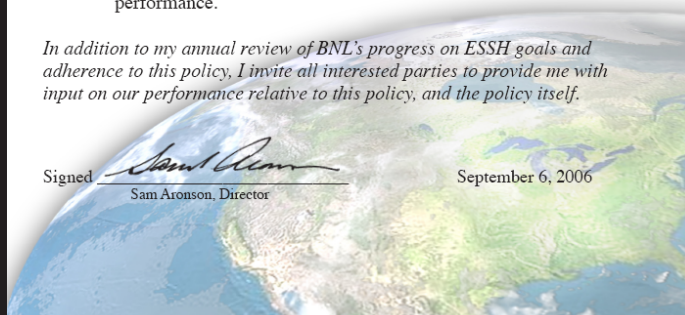 performance.
In addition to my annual review of BNL's progress on ESSH goals and
adherence to this policy, I invite all interested parties to provide me with
input on our performance relative to this policy, and the policy itself.
Signed Sam Aronson September 6, 2006
Sam Aronson, Director